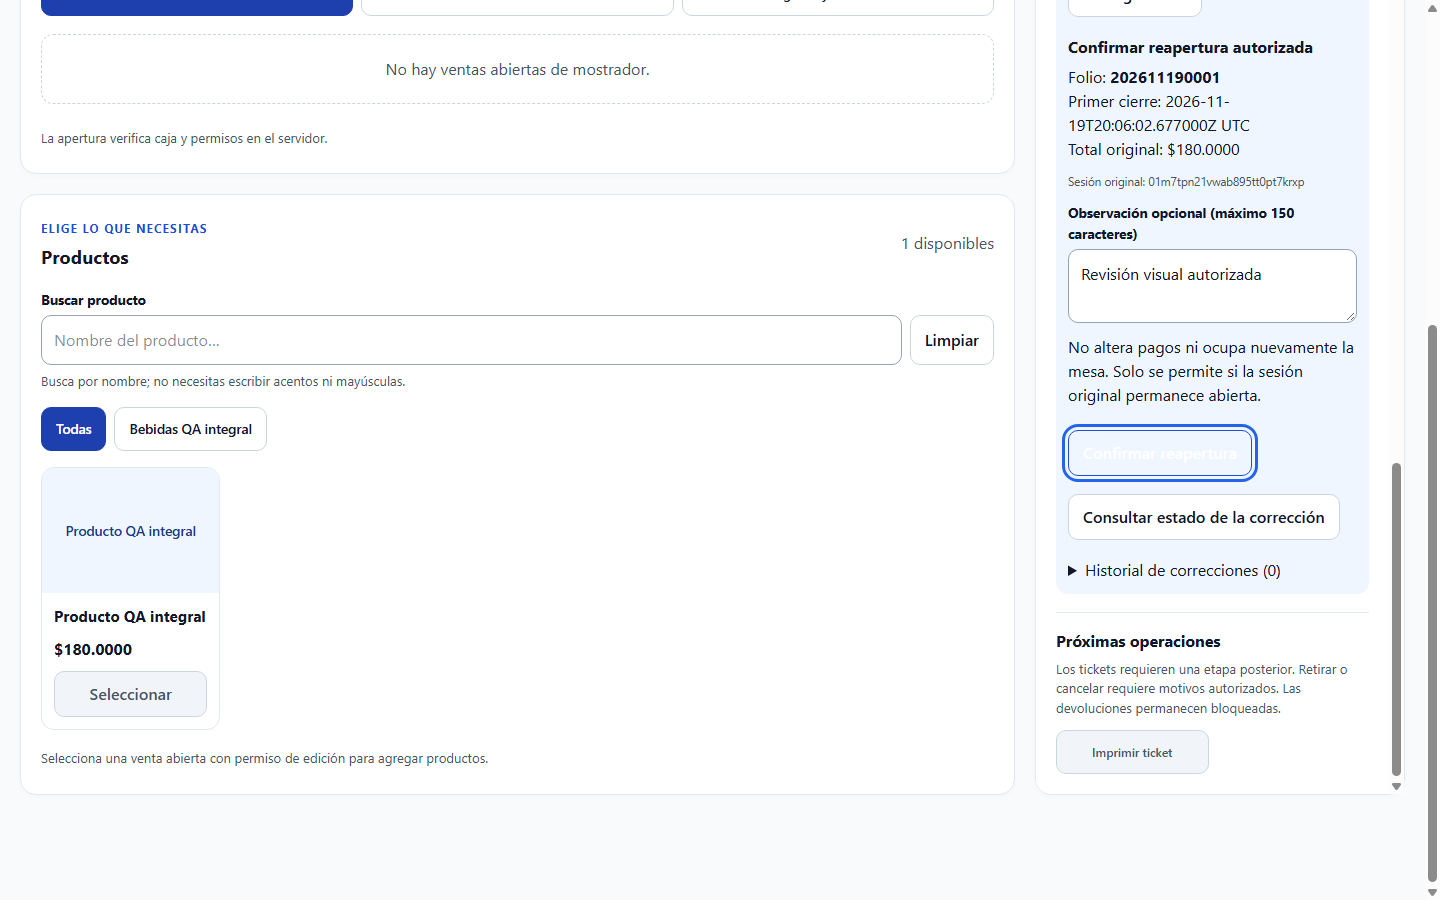 No hay ventas abiertas de mostrador.
La apertura verifica caja y permisos en el servidor.
ELIGE LO QUE NECESITAS
Productos
1 disponibles
Buscar producto
Nombre del producto...
Limpiar
Busca por nombre; no necesitas escribir acentos ni mayúsculas.
Todas
Bebidas QA integral
Producto QA integral
Producto QA integral
$180.0000
Seleccionar
Selecciona una venta abierta con permiso de edición para agregar productos.
Confirmar reapertura autorizada
Folio: 202611190001
Primer cierre: 2026-11-
19T20:06:02.677000Z UTC
Total original: $180.0000
Sesión original: 01m7tpn21vwab895tt0pt7krxp
Observación opcional (máximo 150
caracteres)
Revisión visual autorizada
No altera pagos ni ocupa nuevamente la
mesa. Solo se permite si la sesión
original permanece abierta.
Confirmar reapertura
Consultar estado de la corrección
Historial de correcciones (0)
Próximas operaciones
Los tickets requieren una etapa posterior. Retirar o
cancelar requiere motivos autorizados. Las
devoluciones permanecen bloqueadas.
Imprimir ticket